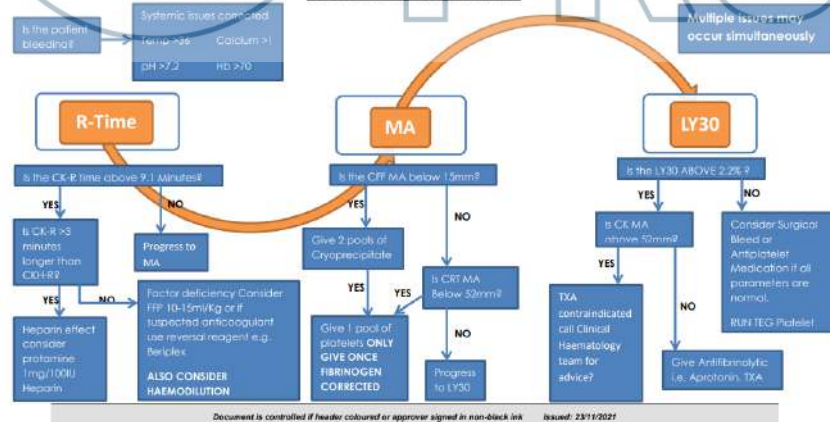 Is the patient
bleeding?
Systemic issues corrected
Temp >36 Calcium >1
pH >7.2 Hb >70
Multiple issues may
occur simultaneously
R-Time
MA
LY30
Is the CK-R time above 9.1 Minutes?
YES
NO
Is CK-R >3
minutes
longer than
CKH-R?
Progress to
MA
YES
NO
Heparin effect
consider
protamine
1mg/100IU
Heparin
Factor deficiency Consider
FFP 10-15ml/Kg or if
suspected anticoagulant
use reversal reagent e.g.
Beriplex
ALSO CONSIDER
HAEMODILUTION
Is the CFF MA below 15mm?
YES
NO
Give 2 pools of
Cryoprecipitate
Is CRT MA
Below 52mm?
YES
YES
NO
Give 1 pool of
platelets ONLY
GIVE ONCE
FIBRINOGEN
CORRECTED
Progress
to LY30
Is the LY30 ABOVE 2.2% ?
YES
NO
Is CK MA
above 52mm?
Consider Surgical
Bleed or
Antiplatelet
Medication if all
parameters are
normal.
RUN TEG Platelet
YES
NO
TXA
contraindicated
call Clinical
Haematology
team for
advice?
Give Antifibrinolytic
i.e. Aprotonin, TXA
Document is controlled if header coloured or approver signed in non-black ink Issued: 23/11/2021